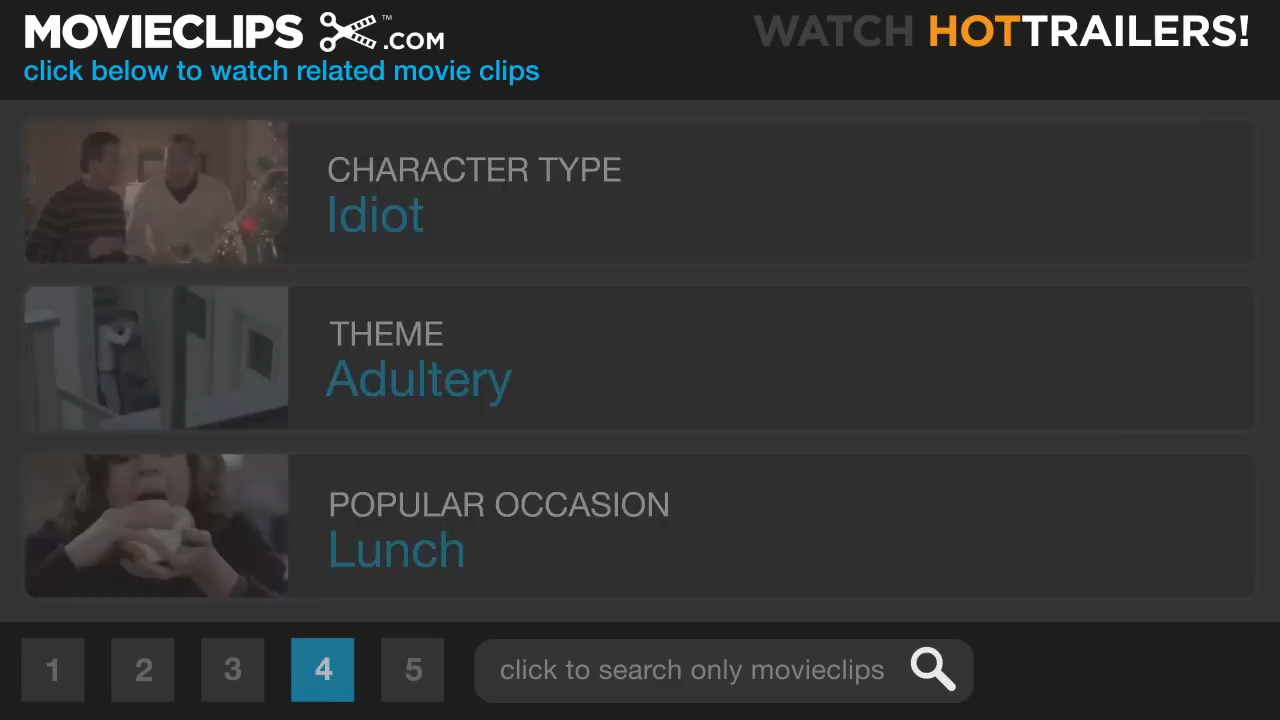 MOVIECLIPS ™ .COM
WATCH HOTTRAILERS!
click below to watch related movie clips
CHARACTER TYPE
Idiot
THEME
Adultery
POPULAR OCCASION
Lunch
1 2 3 4 5 click to search only movieclips